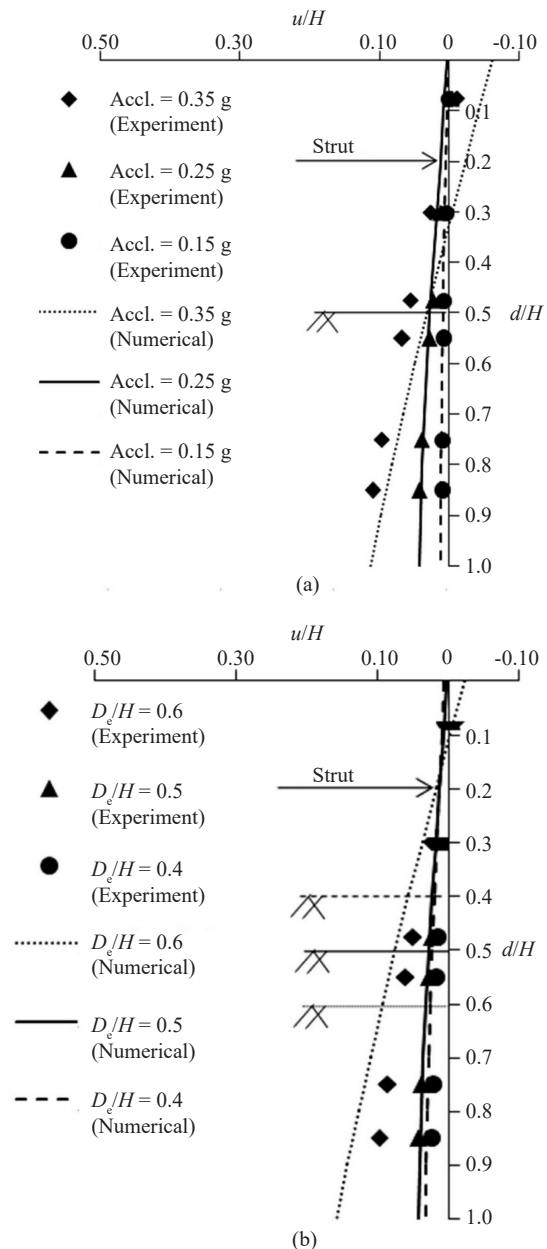 u/H
0.50
0.30
0.10
0
-0.10
Accl. = 0.35 g
(Experiment)
Accl. = 0.25 g
(Experiment)
Accl. = 0.15 g
(Experiment)
Accl. = 0.35 g
(Numerical)
Accl. = 0.25 g
(Numerical)
Accl. = 0.15 g
(Numerical)
Strut
0.1
0.2
0.3
0.4
0.5
d/H
0.6
0.7
0.8
0.9
1.0
(a)
u/H
0.50
0.30
0.10
0
-0.10
De/H = 0.6
(Experiment)
De/H = 0.5
(Experiment)
De/H = 0.4
(Experiment)
De/H = 0.6
(Numerical)
De/H = 0.5
(Numerical)
De/H = 0.4
(Numerical)
Strut
0.1
0.2
0.3
0.4
0.5
d/H
0.6
0.7
0.8
0.9
1.0
(b)